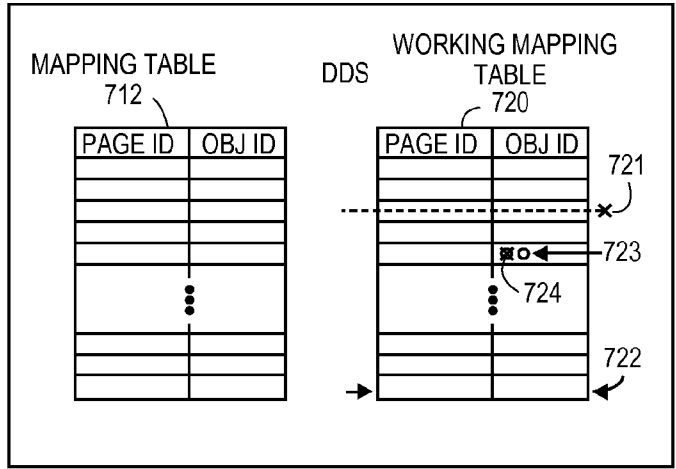 MAPPING TABLE
712
DDS
WORKING MAPPING
TABLE
720
PAGE ID OBJ ID
PAGE ID OBJ ID
721
723
724
722